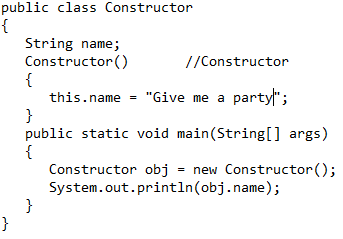 public class Constructor
{
String name;
Constructor() //Constructor
{
this.name = "Give me a party";
}
public static void main(String[] args)
{
Constructor obj = new Constructor();
System.out.println(obj.name);
}
}